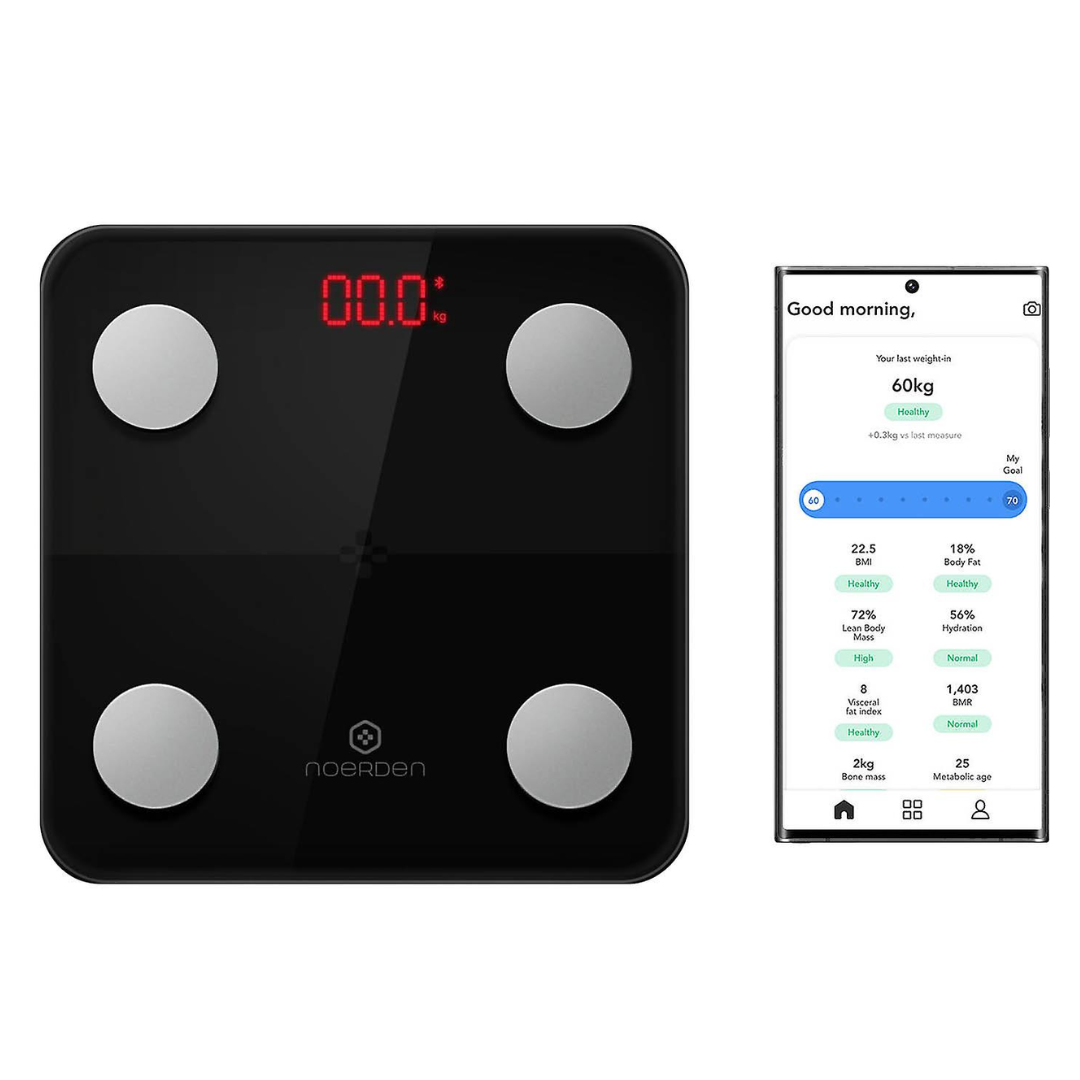 00.0
kg
noerden
Good morning,
Your last weight-in
60kg
Healthy
+0.3kg vs last measure
My
Goal
60
70
22.5
BMI
Healthy
18%
Body Fat
Healthy
72%
Lean Body
Mass
High
56%
Hydration
Normal
8
Visceral
fat index
Healthy
1,403
BMR
Normal
2kg
Bone mass
25
Metabolic age